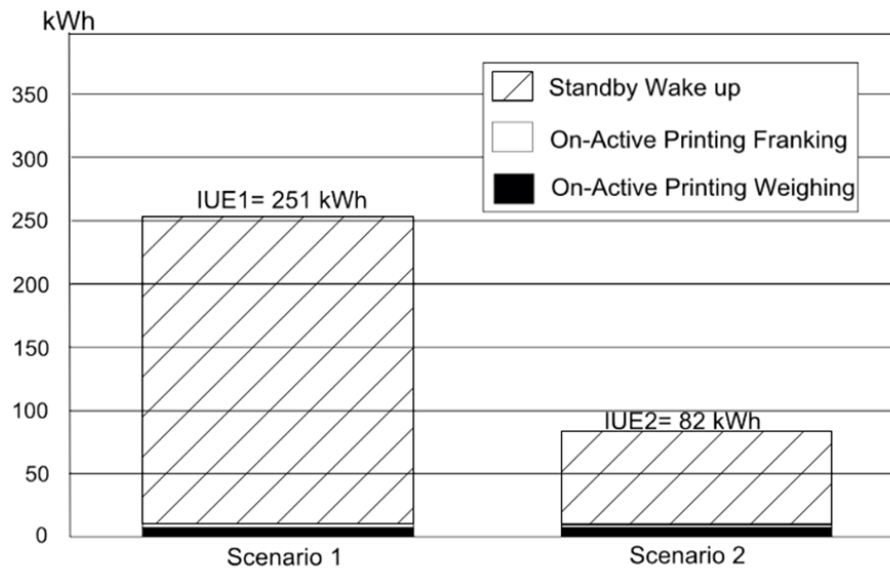 kWh
350
300
250
200
150
100
50
0
Standby Wake up
On-Active Printing Franking
On-Active Printing Weighing
IUE1= 251 kWh
IUE2= 82 kWh
Scenario 1
Scenario 2